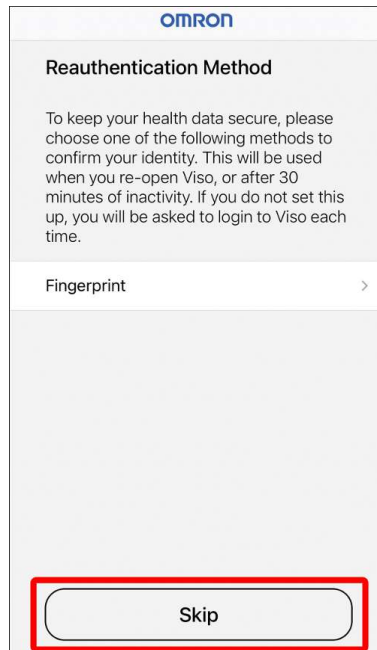 OMRON
Reauthentication Method
To keep your health data secure, please
choose one of the following methods to
confirm your identity. This will be used
when you re-open Viso, or after 30
minutes of inactivity. If you do not set this
up, you will be asked to login to Viso each
time.
Fingerprint
Skip